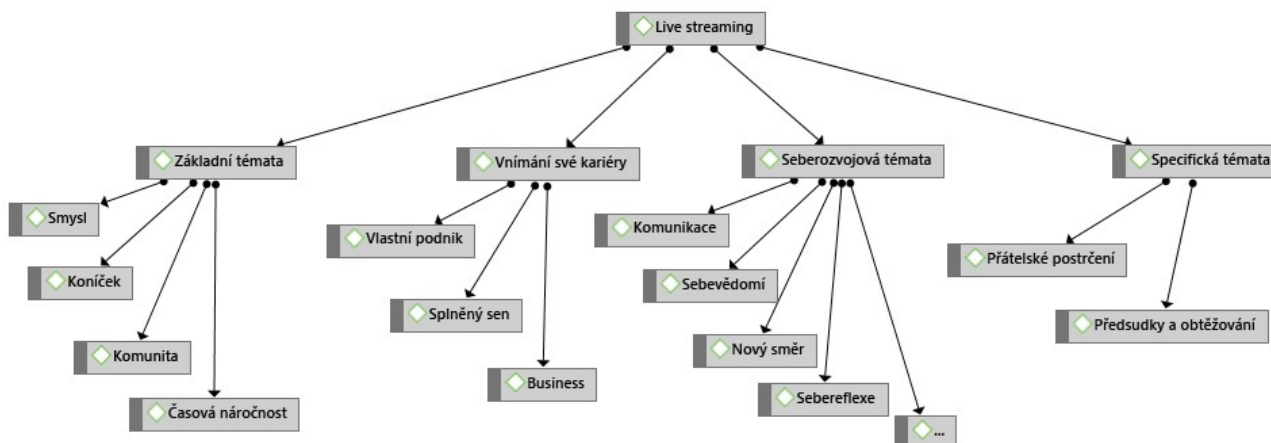 Live streaming
Základní témata
Vnímání své kariéry
Seberozvojová témata
Specifická témata
Smysl
Koníček
Komunita
Časová náročnost
Vlastní podnik
Splněný sen
Business
Komunikace
Sebevědomí
Nový směr
Sebereflexe
...
Přátelské postrčení
Předsudky a obtěžování